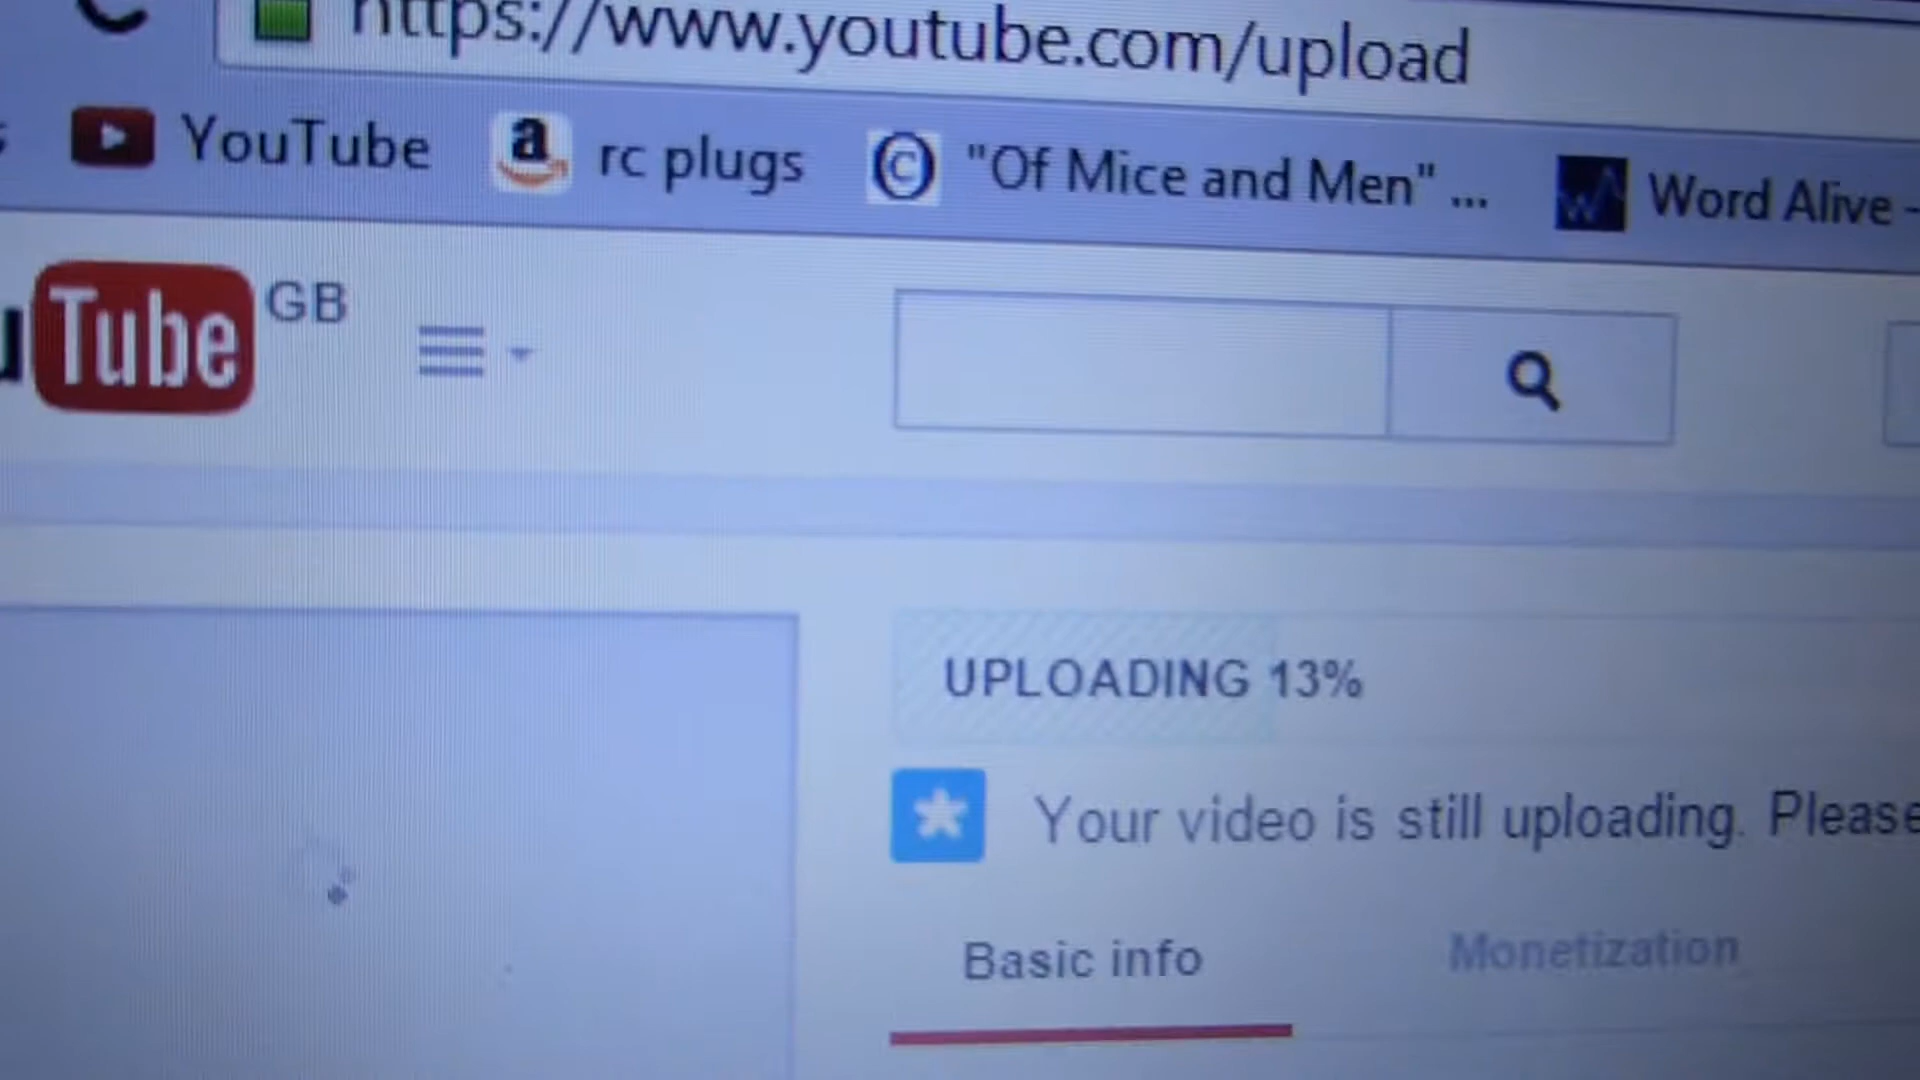 https://www.youtube.com/upload
YouTube
rc plugs
"Of Mice and Men" ...
Word Alive -
uTube GB
UPLOADING 13%
Your video is still uploading. Please
Basic info
Monetization